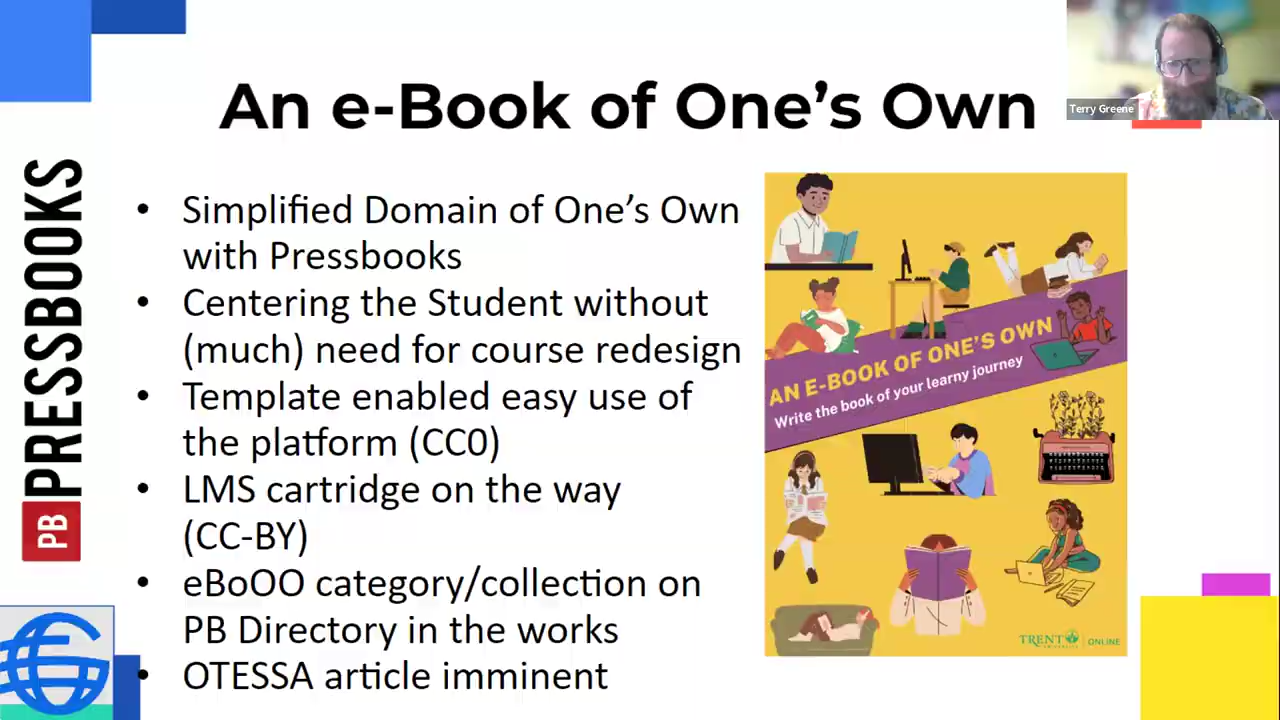 An e-Book of One's Own
Terry Greene
PRESSBOOKS
PB
• Simplified Domain of One's Own
with Pressbooks
• Centering the Student without
(much) need for course redesign
• Template enabled easy use of
the platform (CC0)
• LMS cartridge on the way
(CC-BY)
• eBoOO category/collection on
PB Directory in the works
• OTESSA article imminent
AN E-BOOK OF ONE'S OWN
Write the book of your learny journey
TRENT
UNIVERSITY
ONLINE